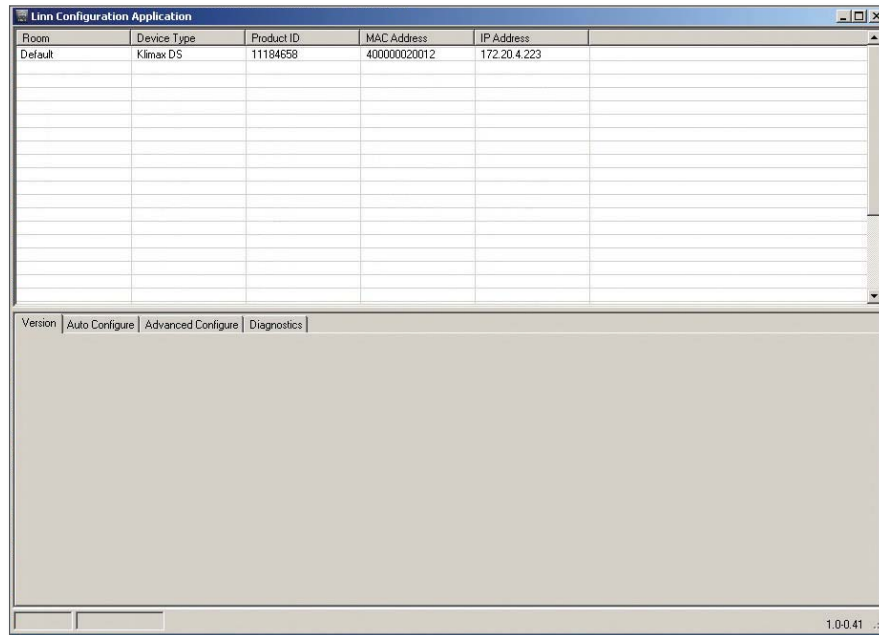 Linn Configuration Application
Room Device Type Product ID MAC Address IP Address
Default Klimax DS 11184658 400000020012 172.20.4.223
Version Auto Configure Advanced Configure Diagnostics
1.0-0.41